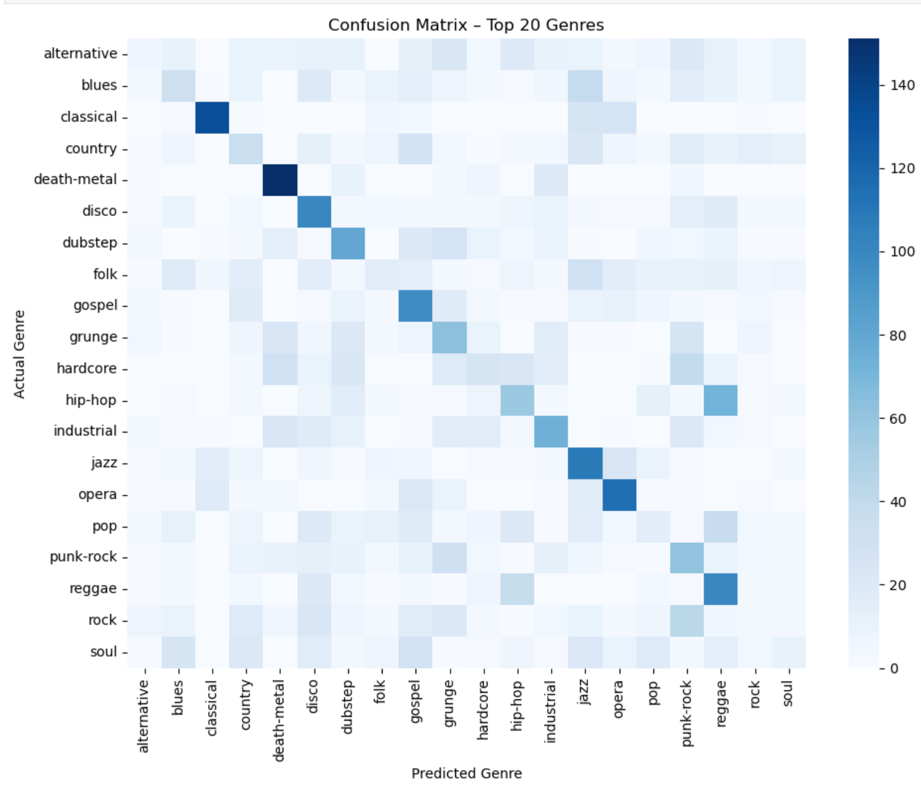 Confusion Matrix – Top 20 Genres
alternative
blues
classical
country
death-metal
disco
dubstep
folk
gospel
grunge
hardcore
hip-hop
industrial
jazz
opera
pop
punk-rock
reggae
rock
soul
Actual Genre
alternative
blues
classical
country
death-metal
disco
dubstep
folk
gospel
grunge
hardcore
hip-hop
industrial
jazz
opera
pop
punk-rock
reggae
rock
soul
Predicted Genre
140
120
100
80
60
40
20
0